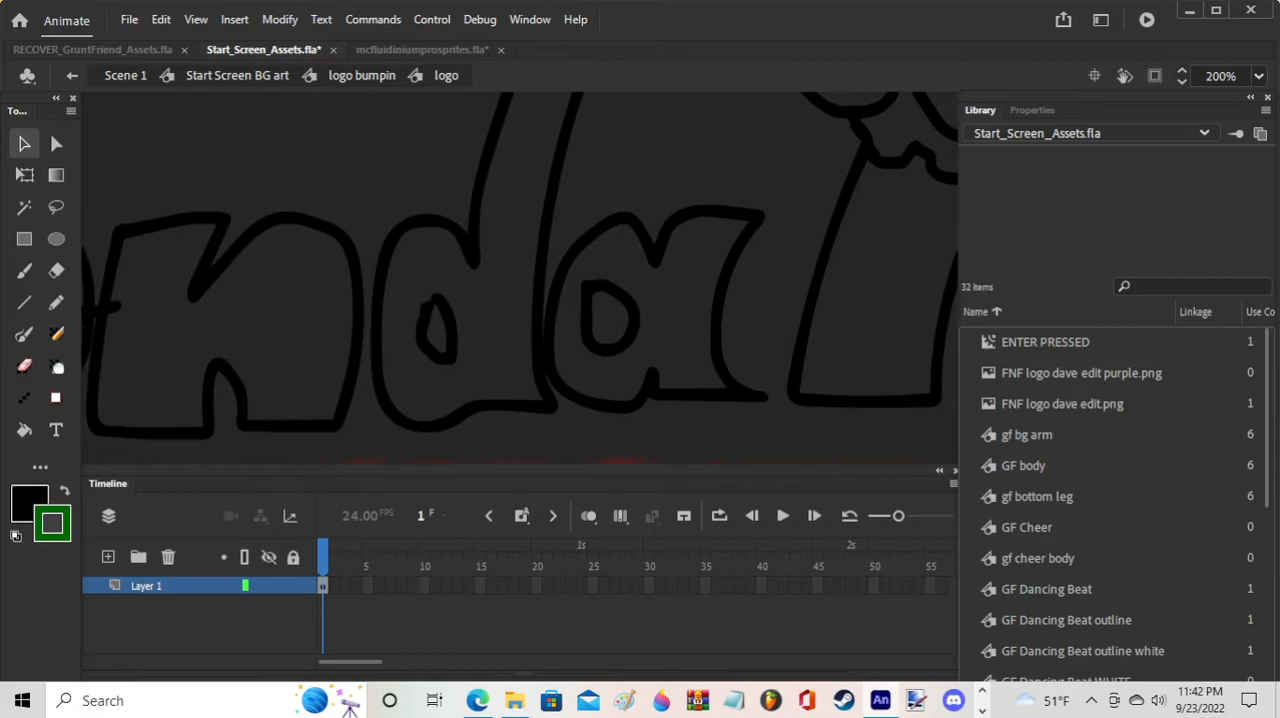 Animate File Edit View Insert Modify Text Commands Control Debug Window Help
RECOVER_GruntFriend_Assets.fla Start_Screen_Assets.fla* mcfluidiniumprosprites.fla*
Scene 1 Start Screen BG art logo bumpin logo 200%
To... Library Properties
Start_Screen_Assets.fla
nda
32 items
Name Linkage Use Co
ENTER PRESSED 1
FNF logo dave edit purple.png 0
FNF logo dave edit.png 1
gf bg arm 6
GF body 6
gf bottom leg 6
GF Cheer 0
gf cheer body 0
GF Dancing Beat 1
GF Dancing Beat outline 1
GF Dancing Beat outline white 1
GF Dancing Beat WHITE
Timeline
24.00 FPS 1 F
1s 2s
5 10 15 20 25 30 35 40 45 50 55
Layer 1
Search 51°F 11:42 PM
9/23/2022